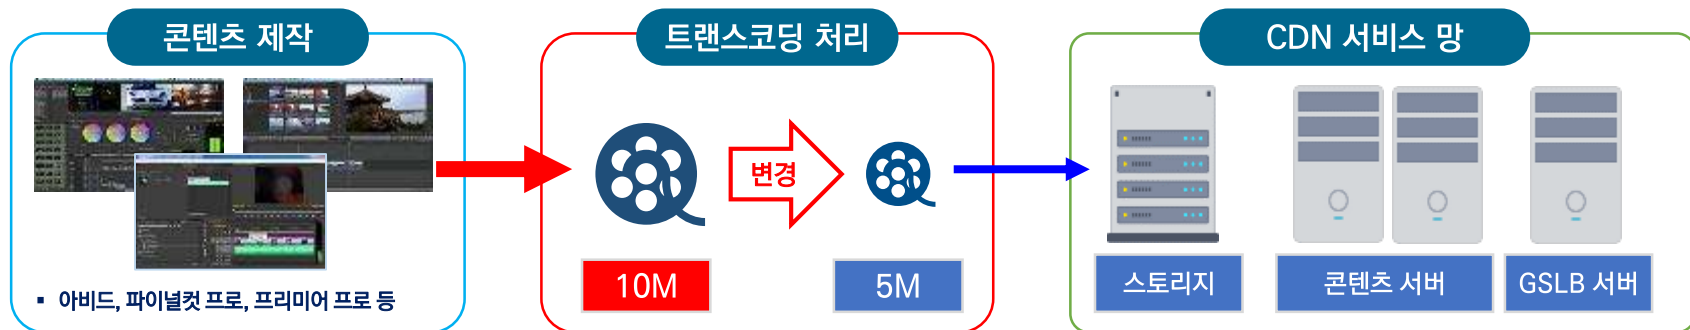 콘텐츠 제작
트랜스코딩 처리
CDN 서비스 망
변경
10M
5M
스토리지
콘텐츠 서버
GSLB 서버
▪ 아비드, 파이널컷 프로, 프리미어 프로 등